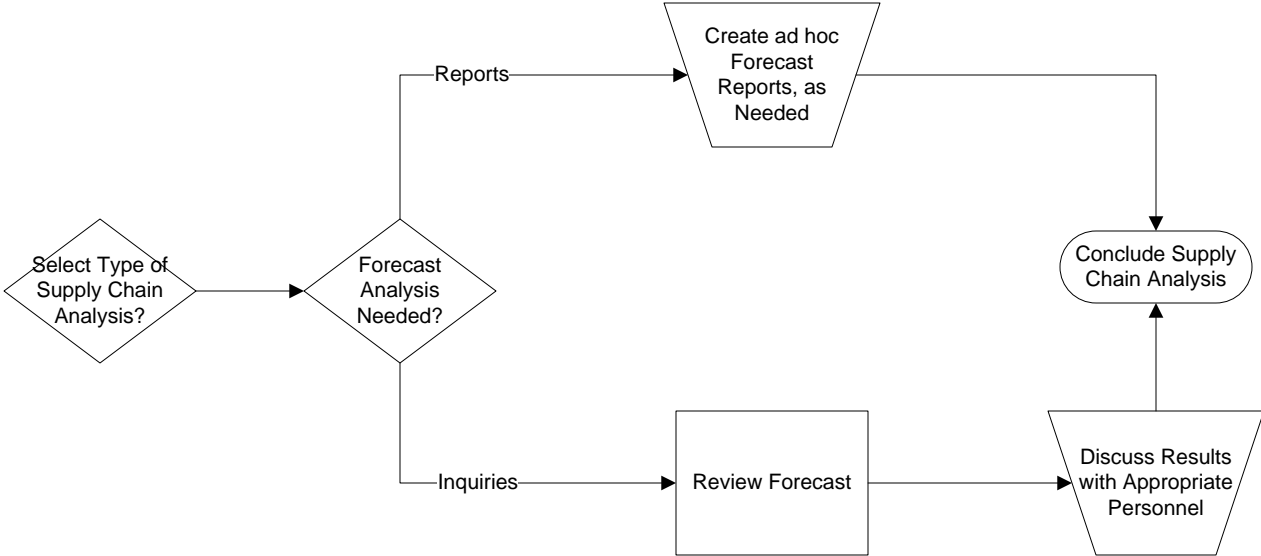 Create ad hoc
Forecast
Reports, as
Needed
Reports
Select Type of
Supply Chain
Analysis?
Forecast
Analysis
Needed?
Conclude Supply
Chain Analysis
Inquiries
Review Forecast
Discuss Results
with Appropriate
Personnel